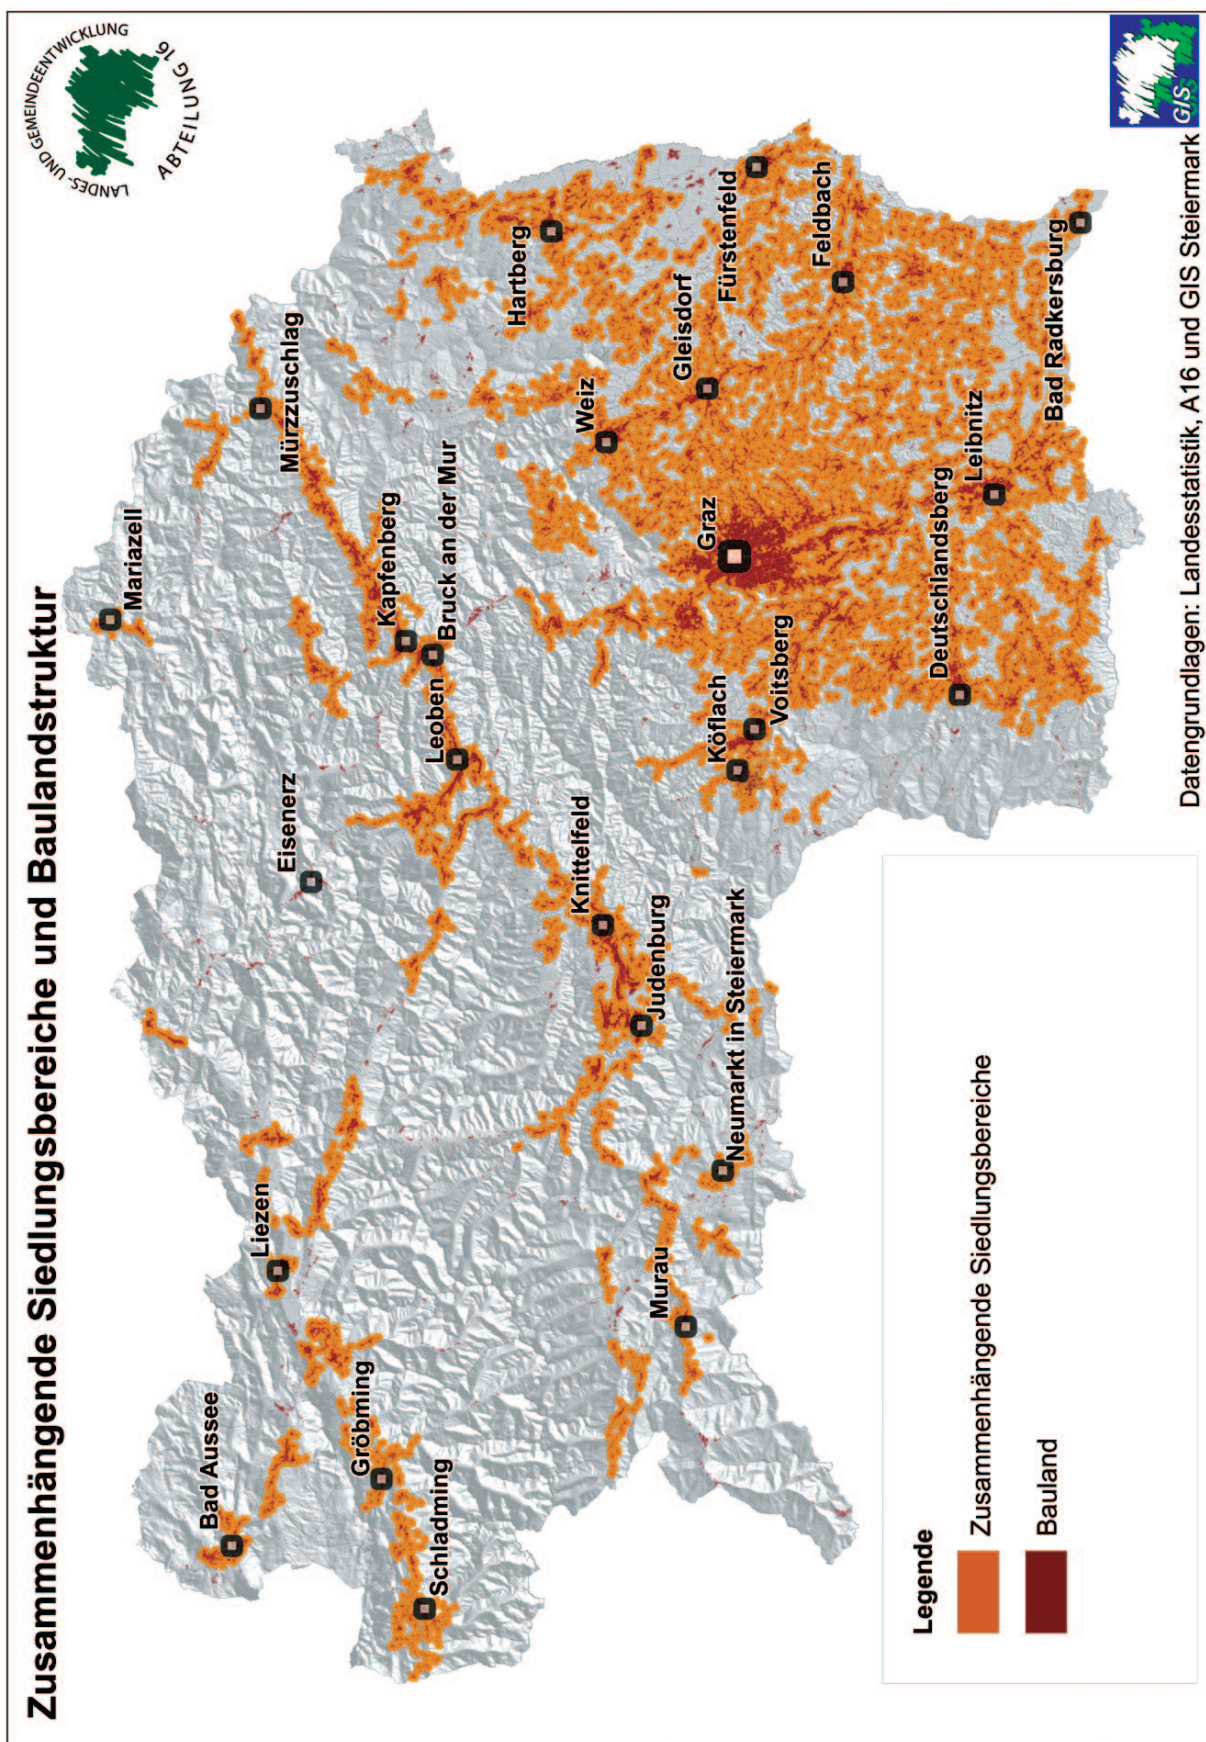 Zusammenhängende Siedlungsbereiche und Baulandstruktur
LANDES- UND GEMEINDEENTWICKLUNG
ABTEILUNG 16
Mariazell
Bad Aussee
Liezen
Mürzzuschlag
Eisenerz
Gröbming
Kapfenberg
Schladming
Bruck an der Mur
Leoben
Hartberg
Weiz
Knittelfeld
Judenburg
Gleisdorf
Murau
Graz
Fürstenfeld
Neumarkt in Steiermark
Köflach
Voitsberg
Feldbach
Deutschlandsberg
Leibnitz
Bad Radkersburg
Legende
Zusammenhängende Siedlungsbereiche
Bauland
Datengrundlagen: Landesstatistik, A16 und GIS Steiermark
GIS